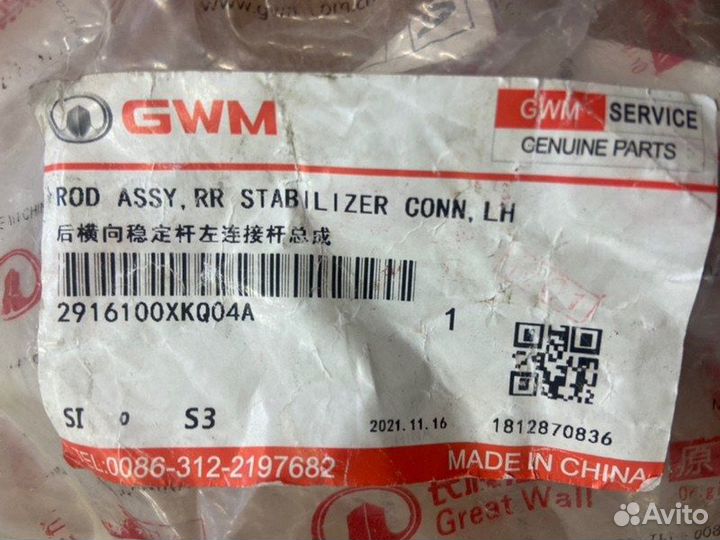 GWM
GWM SERVICE
GENUINE PARTS
ROD ASSY,RR STABILIZER CONN,LH
后横向稳定杆左连接杆总成
2916100XKQ04A
1
SI o S3
2021.11.16
1812870836
TEL:0086-312-2197682
MADE IN CHINA
Great Wall
原
Avito